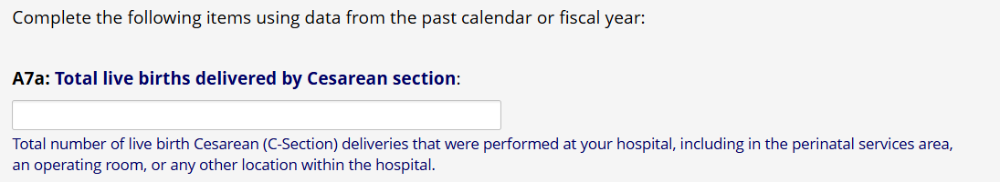 Complete the following items using data from the past calendar or fiscal year:
A7a: Total live births delivered by Cesarean section:
Total number of live birth Cesarean (C-Section) deliveries that were performed at your hospital, including in the perinatal services area,
an operating room, or any other location within the hospital.